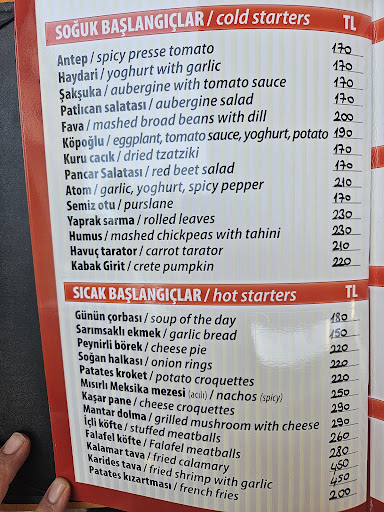 SOĞUK BAŞLANGIÇLAR / cold starters TL
Antep / spicy presse tomato 170
Haydari / yoghurt with garlic 170
Şakşuka / aubergine with tomato sauce 170
Patlıcan salatası / aubergine salad 170
Fava / mashed broad beans with dill 200
Köpoğlu / eggplant, tomato sauce, yoghurt, potato 190
Kuru cacık / dried tzatziki 170
Pancar Salatası / red beet salad 170
Atom / garlic, yoghurt, spicy pepper 210
Semiz otu / purslane 170
Yaprak sarma / rolled leaves 230
Humus / mashed chickpeas with tahini 230
Havuç tarator / carrot tarator 210
Kabak Girit / crete pumpkin 220
SICAK BAŞLANGIÇLAR / hot starters TL
Günün çorbası / soup of the day 180
Sarımsaklı ekmek / garlic bread 150
Peynirli börek / cheese pie 220
Soğan halkası / onion rings 220
Patates kroket / potato croquettes 220
Mısırlı Meksika mezesi (acılı) / nachos (spicy) 250
Kaşar pane / cheese croquettes 290
Mantar dolma / grilled mushroom with cheese 290
İçli köfte / stuffed meatballs 260
Falafel köfte / Falafel meatballs 280
Kalamar tava / fried calamary 450
Karides tava / fried shrimp with garlic 450
Patates kızartması / french fries 200